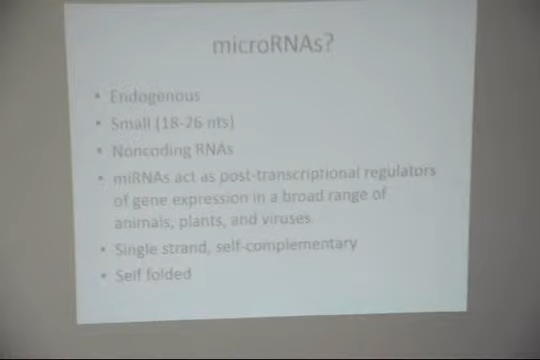 microRNAs?
• Endogenous
• Small (18-26 nts)
• Noncoding RNAs
• miRNAs act as post-transcriptional regulators
of gene expression in a broad range of
animals, plants, and viruses
• Single strand, self-complementary
• Self folded